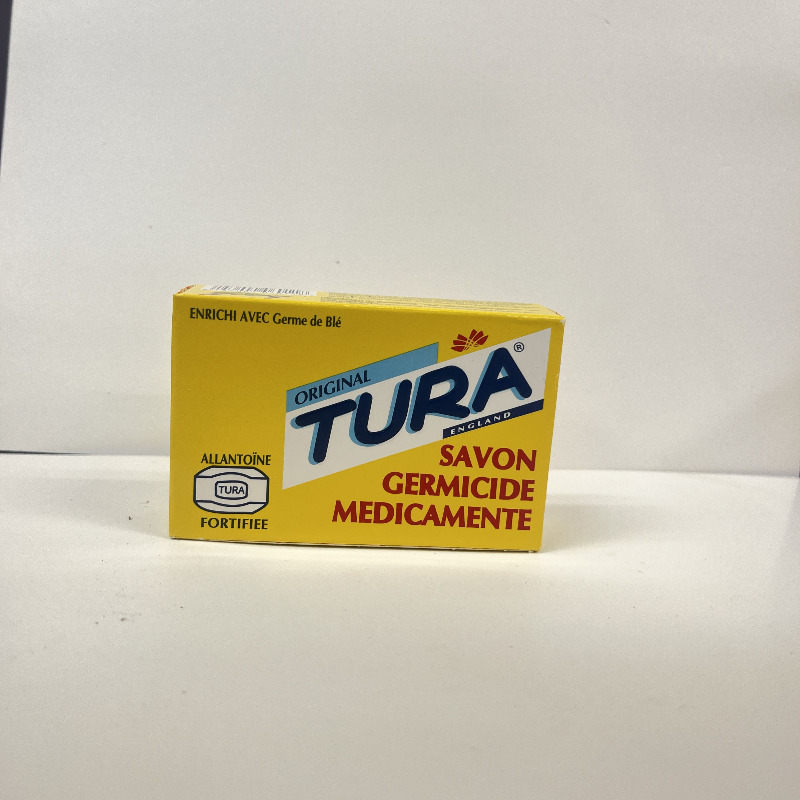 ENRICHI AVEC Germe de Blé
ORIGINAL
TURA®
ENGLAND
SAVON
GERMICIDE
MEDICAMENTE
ALLANTOÏNE
TURA
FORTIFIEE